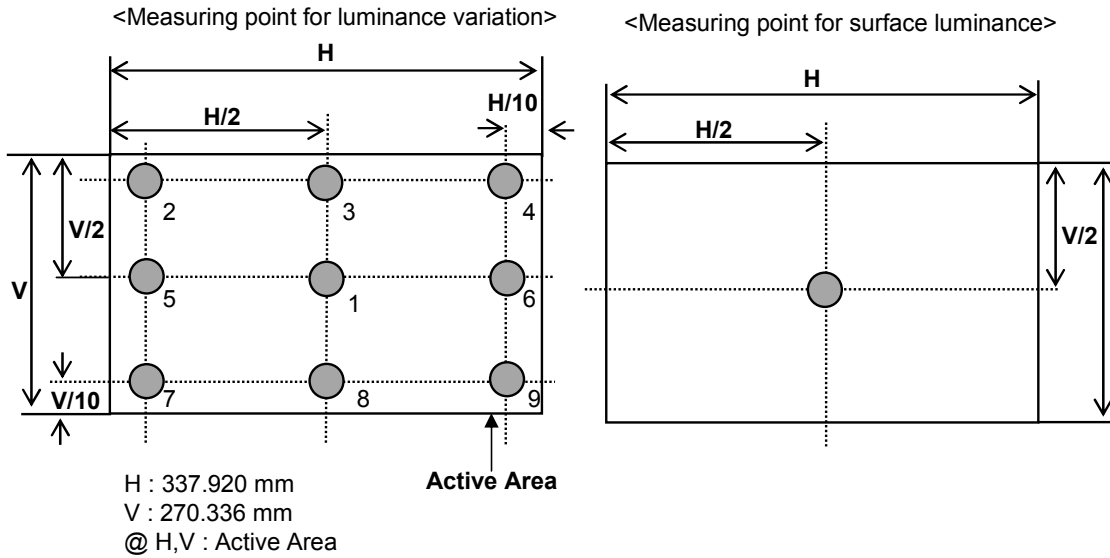 <Measuring point for luminance variation>
<Measuring point for surface luminance>
H
H/2
H/10
V
V/2
V/10
2
3
4
5
1
6
7
8
9
Active Area
H : 337.920 mm
V : 270.336 mm
@ H,V : Active Area
H
H/2
V/2